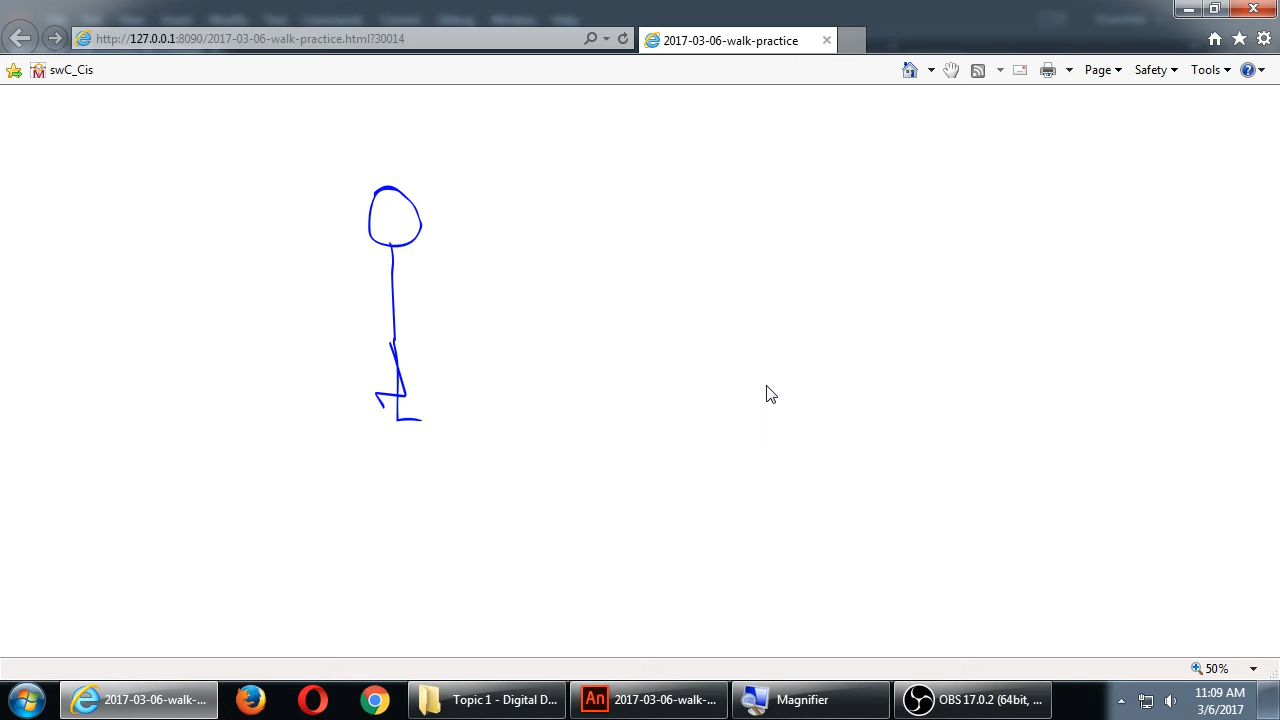 http://127.0.0.1:8090/2017-03-06-walk-practice.html?30014
2017-03-06-walk-practice
swC_Cis
Page Safety Tools
50%
2017-03-06-walk-...
Topic 1 - Digital D...
An 2017-03-06-walk-...
Magnifier
OBS 17.0.2 (64bit, ...
11:09 AM
3/6/2017